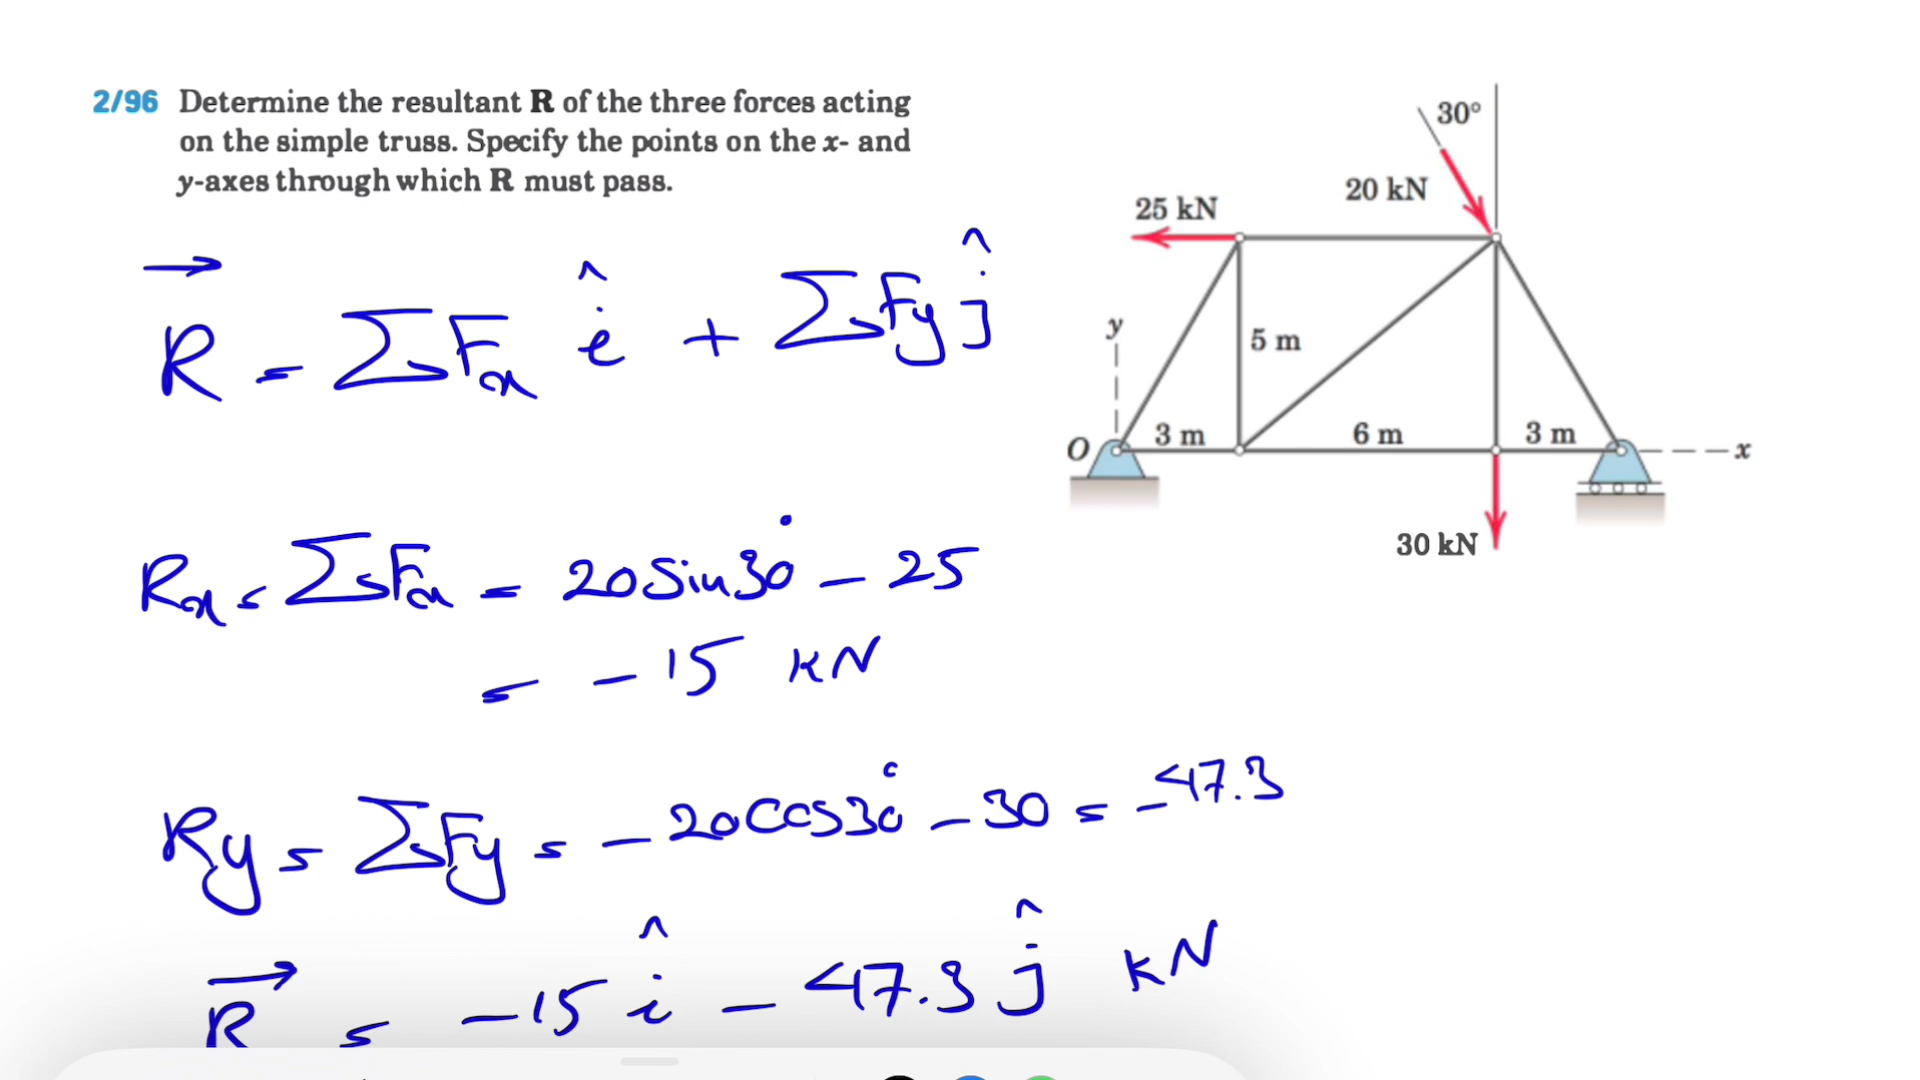 2/96 Determine the resultant R of the three forces acting
on the simple truss. Specify the points on the x- and
y-axes through which R must pass.
30°
20 kN
25 kN
y
5 m
O
3 m
6 m
3 m
x
30 kN
R⃗ = ΣFx î + ΣFy ĵ
Rx = ΣFx = 20 Sin30° - 25
= - 15 KN
Ry = ΣFy = - 20 Cos30° - 30 = - 47.3
R⃗ = - 15 î - 47.3 ĵ KN